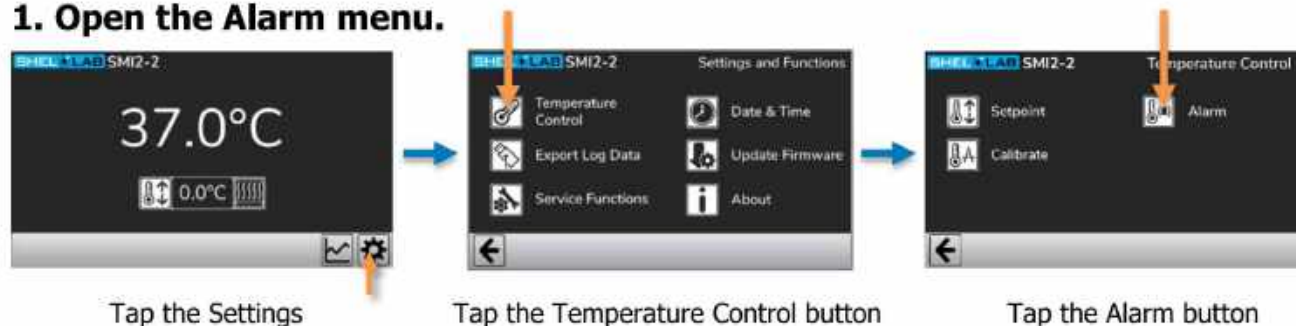 1. Open the Alarm menu.
SHEL LAB SMI2-2
37.0°C
0.0°C
Tap the Settings
SHEL LAB SMI2-2 Settings and Functions
Temperature Control
Date & Time
Export Log Data
Update Firmware
Service Functions
About
Tap the Temperature Control button
SHEL LAB SMI2-2 Temperature Control
Setpoint
Alarm
Calibrate
Tap the Alarm button